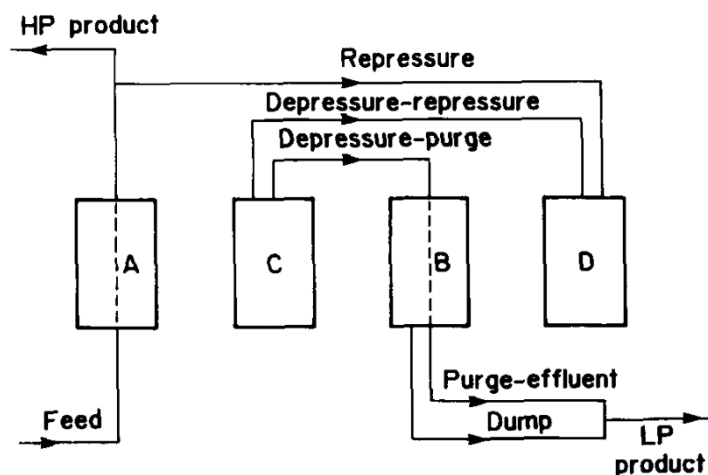 HP product
Repressure
Depressure-repressure
Depressure-purge
A
C
B
D
Purge-effluent
Feed
Dump
LP
product